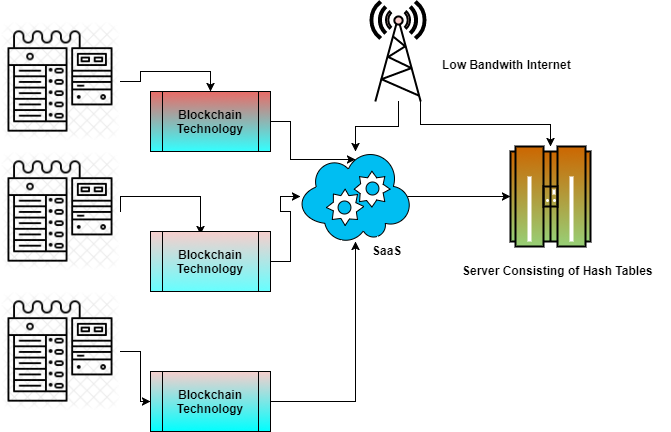 Low Bandwith Internet
Blockchain
Technology
Blockchain
Technology
SaaS
Server Consisting of Hash Tables
Blockchain
Technology